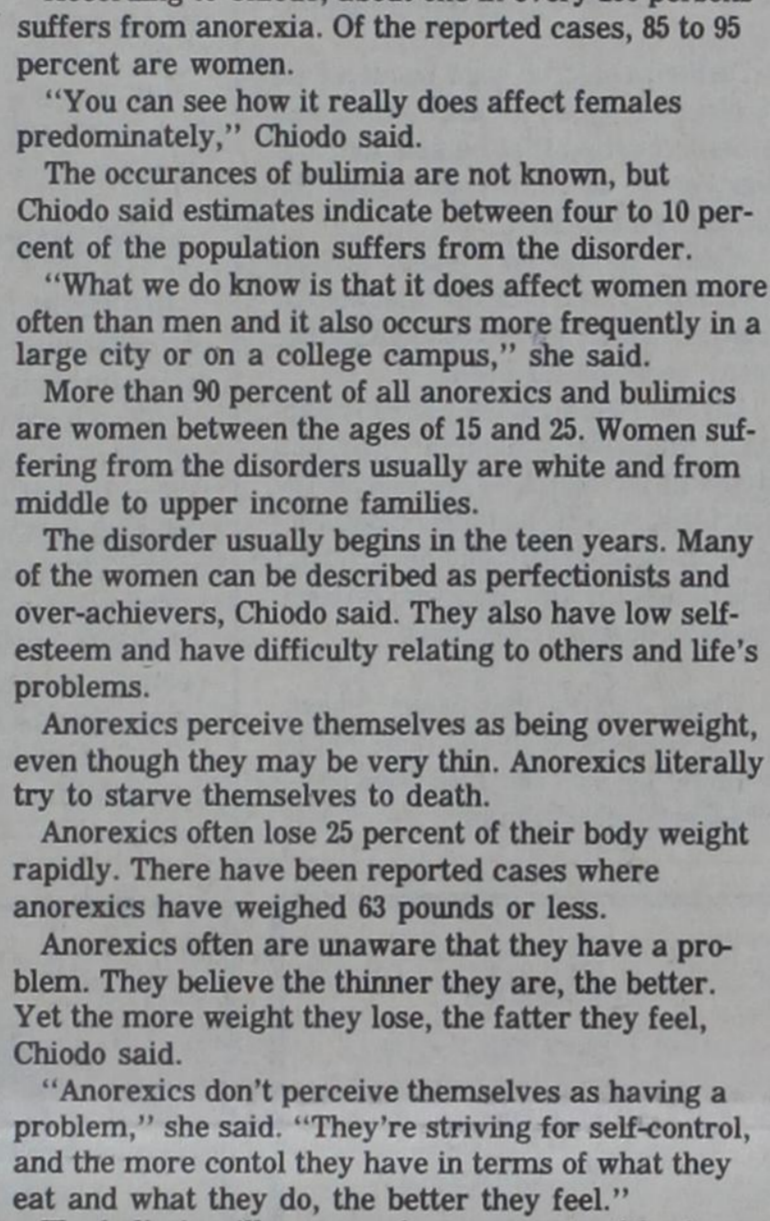 suffers from anorexia. Of the reported cases, 85 to 95
percent are women.
"You can see how it really does affect females
predominately," Chiodo said.
The occurances of bulimia are not known, but
Chiodo said estimates indicate between four to 10 per-
cent of the population suffers from the disorder.
"What we do know is that it does affect women more
often than men and it also occurs more frequently in a
large city or on a college campus," she said.
More than 90 percent of all anorexics and bulimics
are women between the ages of 15 and 25. Women suf-
fering from the disorders usually are white and from
middle to upper income families.
The disorder usually begins in the teen years. Many
of the women can be described as perfectionists and
over-achievers, Chiodo said. They also have low self-
esteem and have difficulty relating to others and life's
problems.
Anorexics perceive themselves as being overweight,
even though they may be very thin. Anorexics literally
try to starve themselves to death.
Anorexics often lose 25 percent of their body weight
rapidly. There have been reported cases where
anorexics have weighed 63 pounds or less.
Anorexics often are unaware that they have a pro-
blem. They believe the thinner they are, the better.
Yet the more weight they lose, the fatter they feel,
Chiodo said.
"Anorexics don't perceive themselves as having a
problem," she said. "They're striving for self-control,
and the more contol they have in terms of what they
eat and what they do, the better they feel."